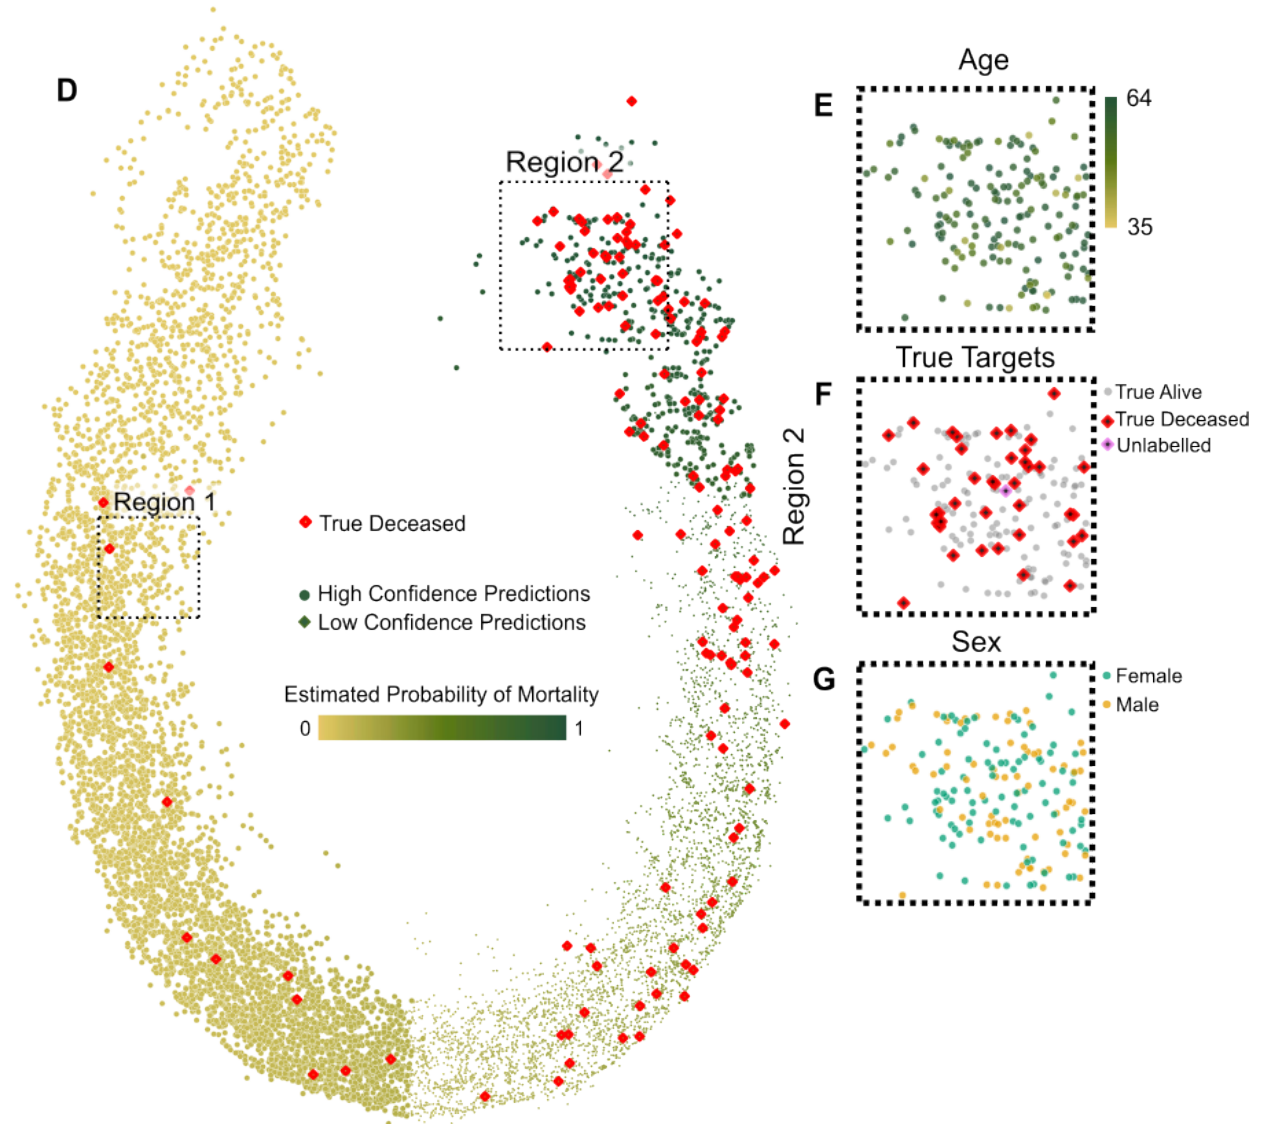 D
Region 2
Region 1
True Deceased
High Confidence Predictions
Low Confidence Predictions
Estimated Probability of Mortality
0 1
Region 2
Age
E
64
35
True Targets
F
True Alive
True Deceased
Unlabelled
Sex
G
Female
Male